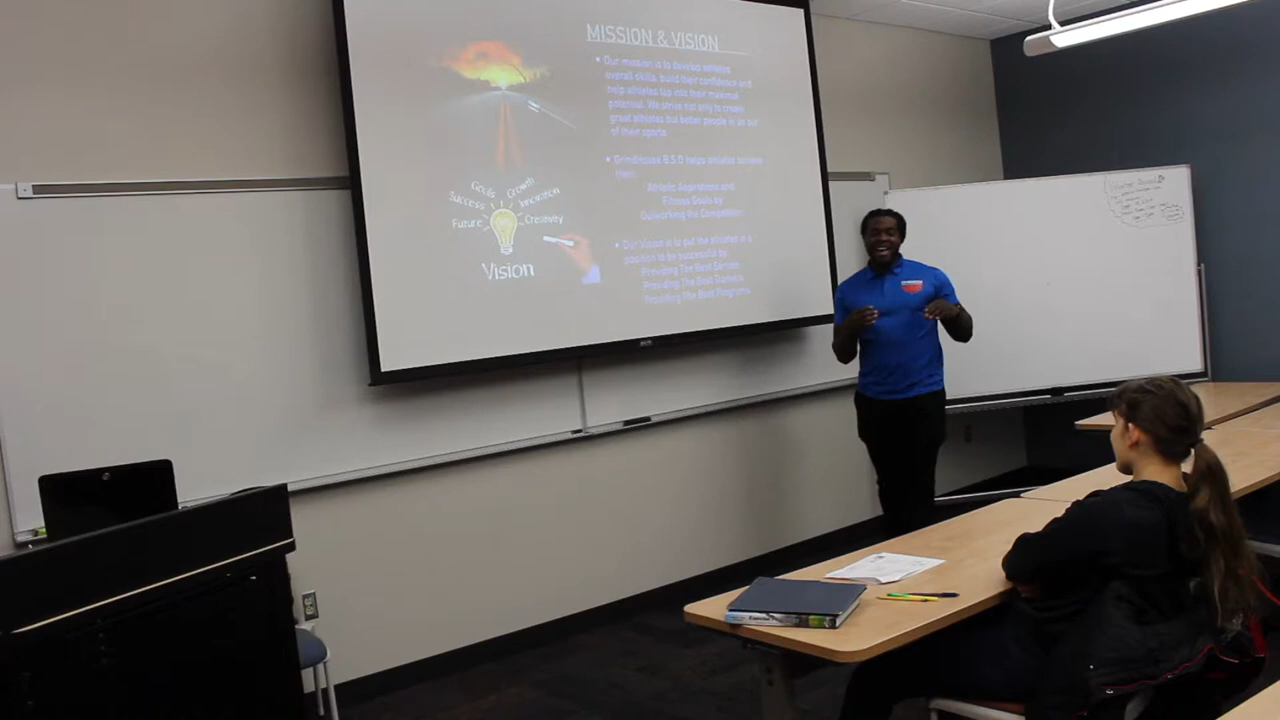 MISSION & VISION
• Our mission is to develop athletes
overall skills, build their confidence and
help athletes tap into their maximal
potential. We strive not only to create
great athletes but better people in an out
of their sports.
• Grindhouse B.S.D helps athletes achieve
their:
Athletic Aspirations and
Fitness Goals by
Outworking the Competition
• Our Vision is to put the athletes in a
position to be successful by
Providing The Best Service
Providing The Best Trainers
Providing The Best Programs
Goals
Growth
Success
Innovation
Future
Creativity
Vision